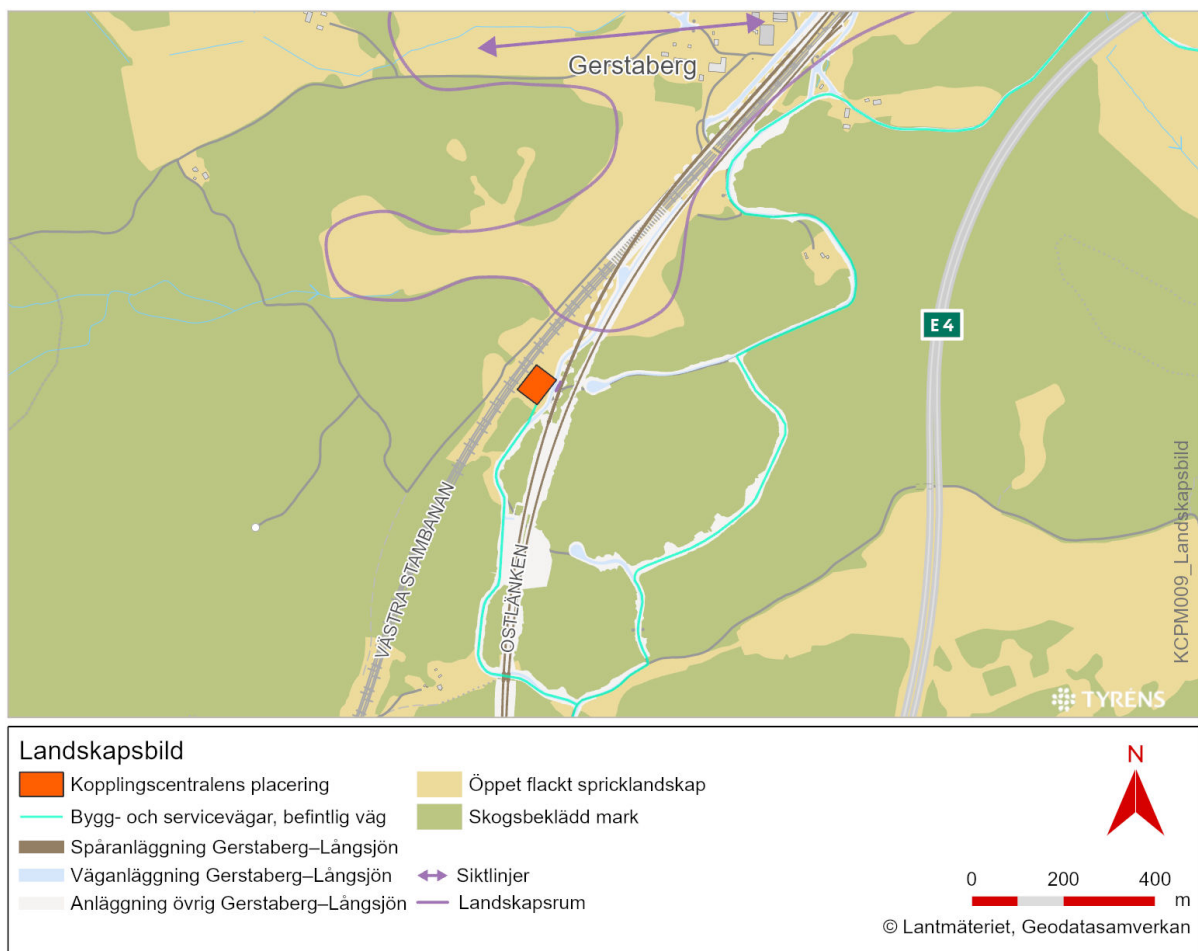 Gerstaberg
E4
VÄSTRA STAMBANAN
OSTLÄNKEN
KCPM009_Landskapsbild
TYRÉNS
Landskapsbild
Kopplingscentralens placering
Bygg- och servicevägar, befintlig väg
Spåranläggning Gerstaberg–Långsjön
Väganläggning Gerstaberg–Långsjön
Anläggning övrig Gerstaberg–Långsjön
Öppet flackt spricklandskap
Skogsbeklädd mark
Siktlinjer
Landskapsrum
N
0 200 400
m
© Lantmäteriet, Geodatasamverkan